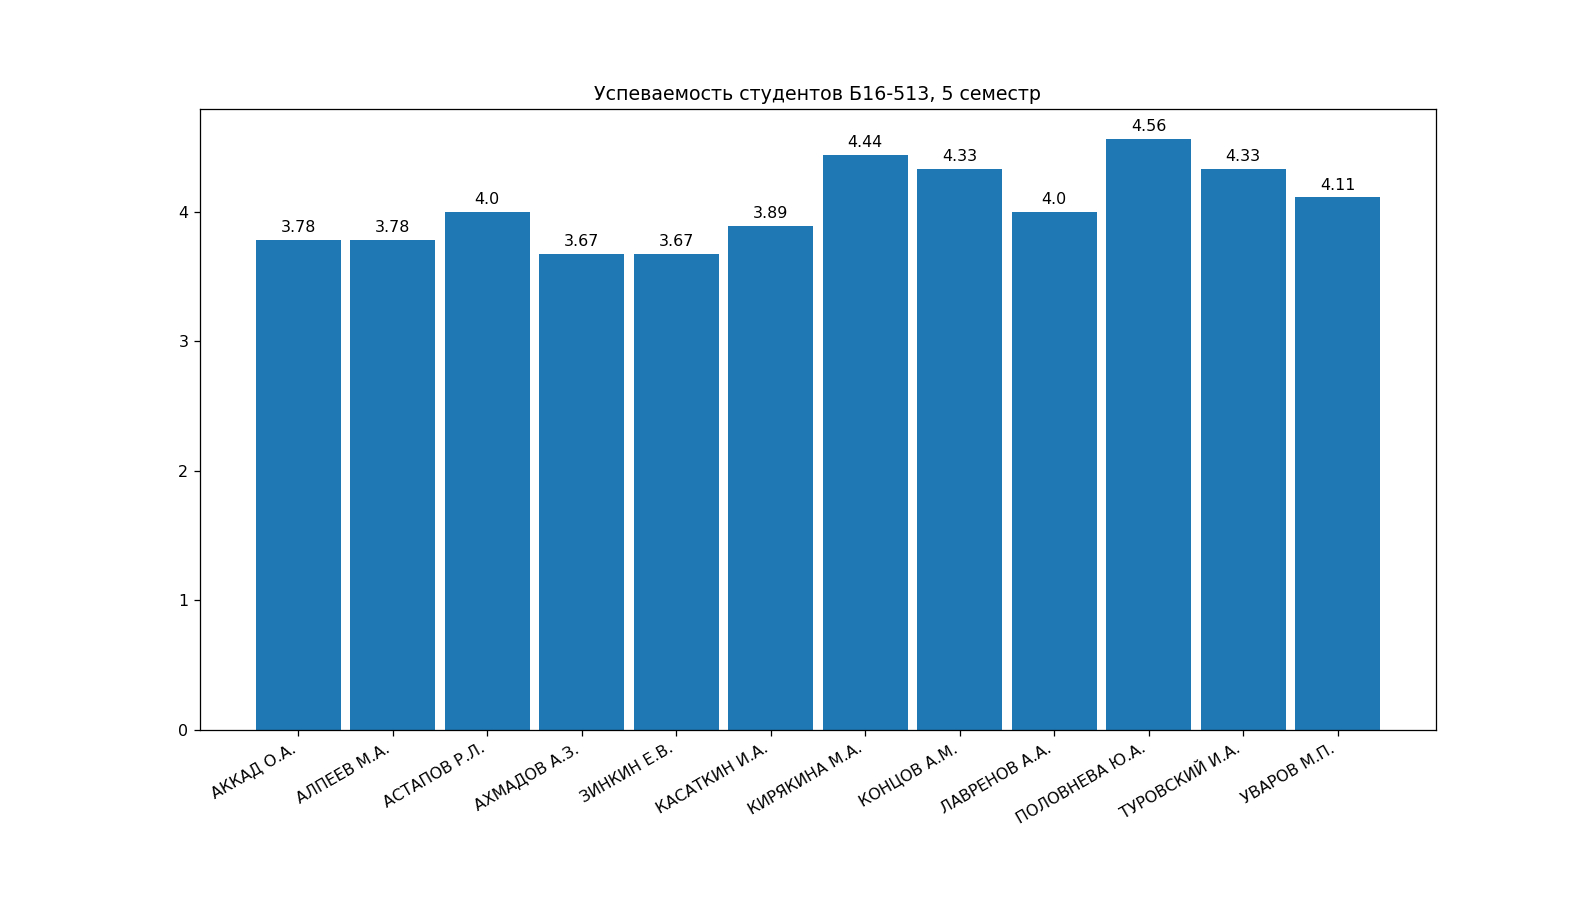 Успеваемость студентов Б16-513, 5 семестр
4.56
4.44
4.33
4.33
4.11
4.0
4.0
3.89
3.78
3.78
3.67
3.67
4
3
2
1
0
АККАД О.А.
АЛПЕЕВ М.А.
АСТАПОВ Р.Л.
АХМАДОВ А.З.
ЗИНКИН Е.В.
КАСАТКИН И.А.
КИРЯКИНА М.А.
КОНЦОВ А.М.
ЛАВРЕНОВ А.А.
ПОЛОВНЕВА Ю.А.
ТУРОВСКИЙ И.А.
УВАРОВ М.П.